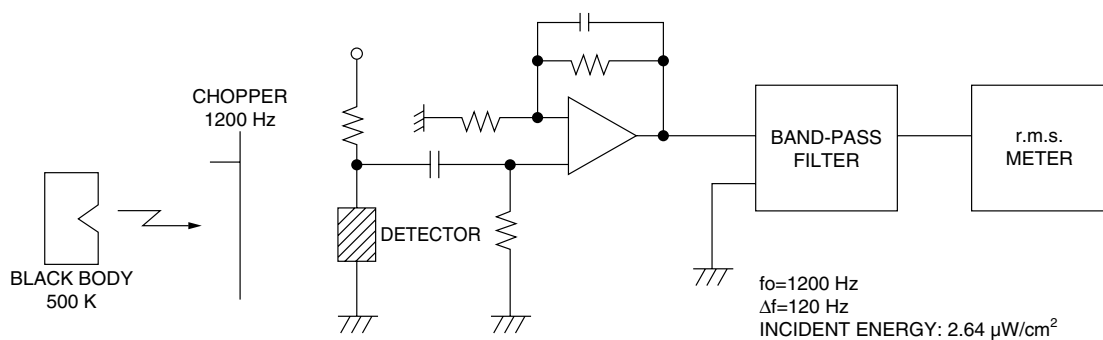 CHOPPER
1200 Hz
BLACK BODY
500 K
DETECTOR
BAND-PASS
FILTER
r.m.s.
METER
fo=1200 Hz
Δf=120 Hz
INCIDENT ENERGY: 2.64 μW/cm²